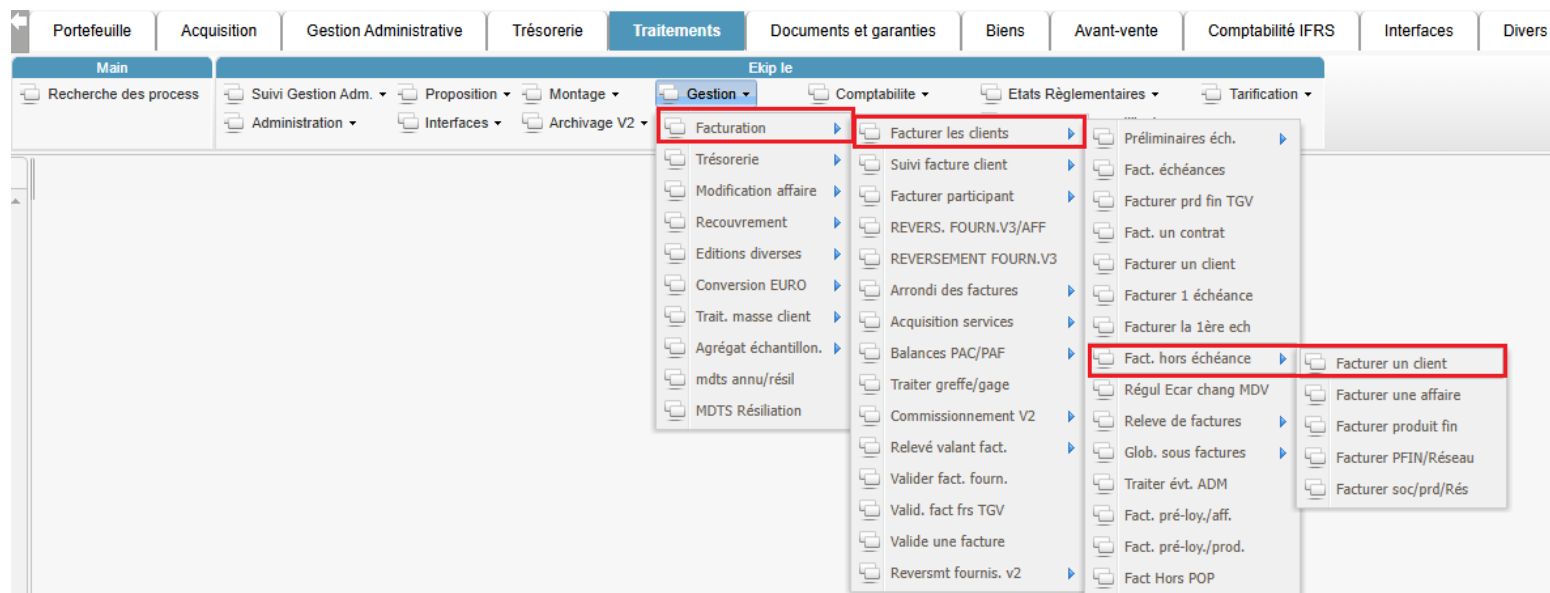 Portefeuille Acquisition Gestion Administrative Trésorerie Traitements Documents et garanties Biens Avant-vente Comptabilité IFRS Interfaces Divers
Main Ekip le
Recherche des process Suivi Gestion Adm. Proposition Montage Gestion Comptabilite Etats Règlementaires Tarification
Administration Interfaces Archivage V2
Facturation
Trésorerie
Modification affaire
Recouvrement
Editions diverses
Conversion EURO
Trait. masse client
Agrégat échantillon.
mdts annu/résil
MDTS Résiliation
Facturer les clients
Suivi facture client
Facturer participant
REVERS. FOURN.V3/AFF
REVERSEMENT FOURN.V3
Arrondi des factures
Acquisition services
Balances PAC/PAF
Traiter greffe/gage
Commissionnement V2
Relevé valant fact.
Valider fact. fourn.
Valid. fact frs TGV
Valide une facture
Reversmt fournis. v2
Préliminaires éch.
Fact. échéances
Facturer prd fin TGV
Fact. un contrat
Facturer un client
Facturer 1 échéance
Facturer la 1ère ech
Fact. hors échéance
Régul Ecar chang MDV
Releve de factures
Glob. sous factures
Traiter évt. ADM
Fact. pré-loy./aff.
Fact. pré-loy./prod.
Fact Hors POP
Facturer un client
Facturer une affaire
Facturer produit fin
Facturer PFIN/Réseau
Facturer soc/prd/Rés